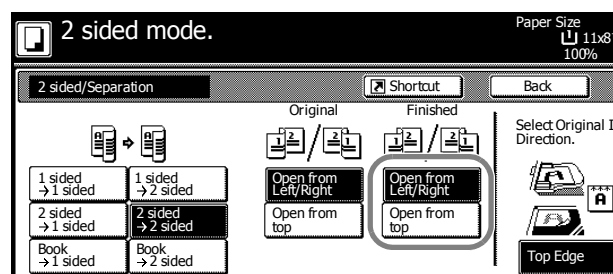 2 sided mode.
Paper Size
11x8
100%
2 sided/Separation
Shortcut
Back
Original
Finished
Select Original
Direction.
1 sided
→1 sided
1 sided
→2 sided
Open from
Left/Right
Open from
Left/Right
2 sided
→1 sided
2 sided
→2 sided
Open from
top
Open from
top
Book
→1 sided
Book
→2 sided
Top Edge